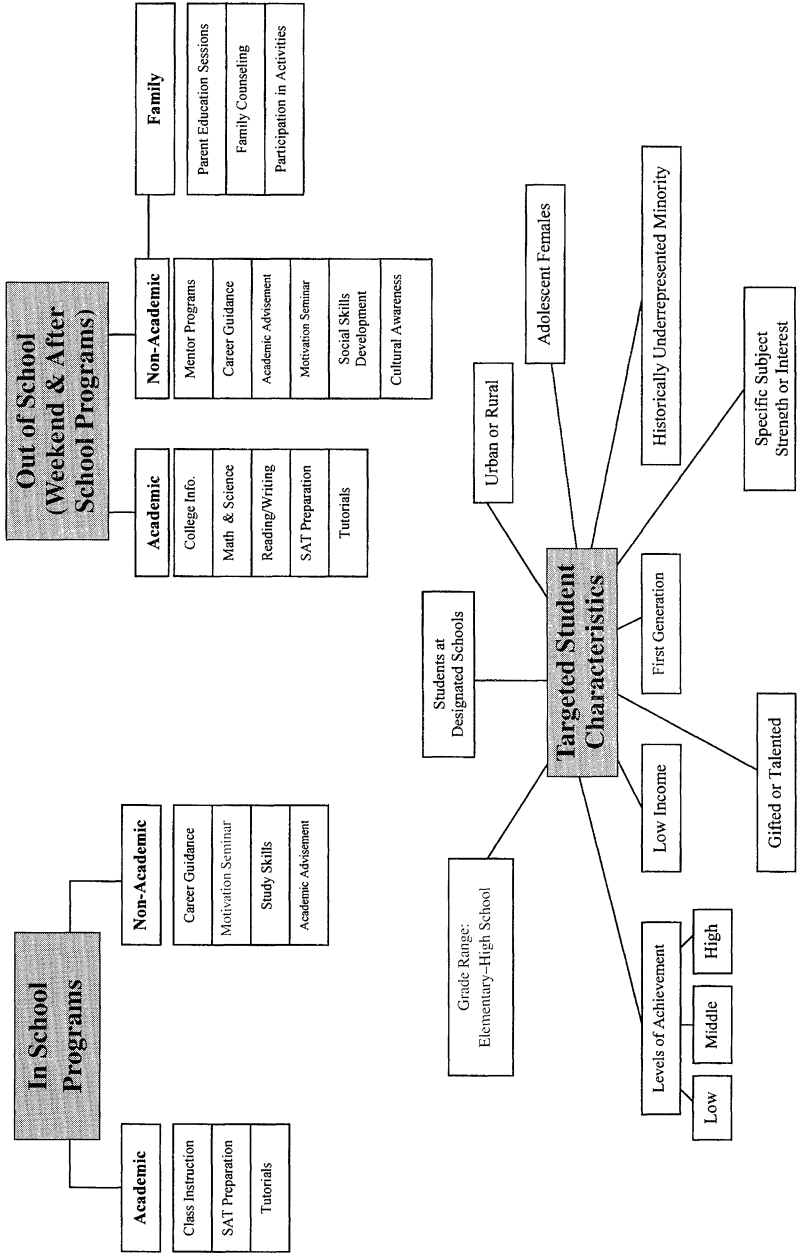 In School
Programs
Academic
Class Instruction
SAT Preparation
Tutorials
Non-Academic
Career Guidance
Motivation Seminar
Study Skills
Academic Advisement
Out of School
(Weekend & After
School Programs)
Academic
College Info.
Math & Science
Reading/Writing
SAT Preparation
Tutorials
Non-Academic
Mentor Programs
Career Guidance
Academic Advisement
Motivation Seminar
Social Skills
Development
Cultural Awareness
Family
Parent Education Sessions
Family Counseling
Participation in Activities
Targeted Student
Characteristics
Grade Range:
Elementary–High School
Students at
Designated Schools
Urban or Rural
Adolescent Females
Historically Underrepresented Minority
Specific Subject
Strength or Interest
First Generation
Gifted or Talented
Low Income
Levels of Achievement
Low
Middle
High